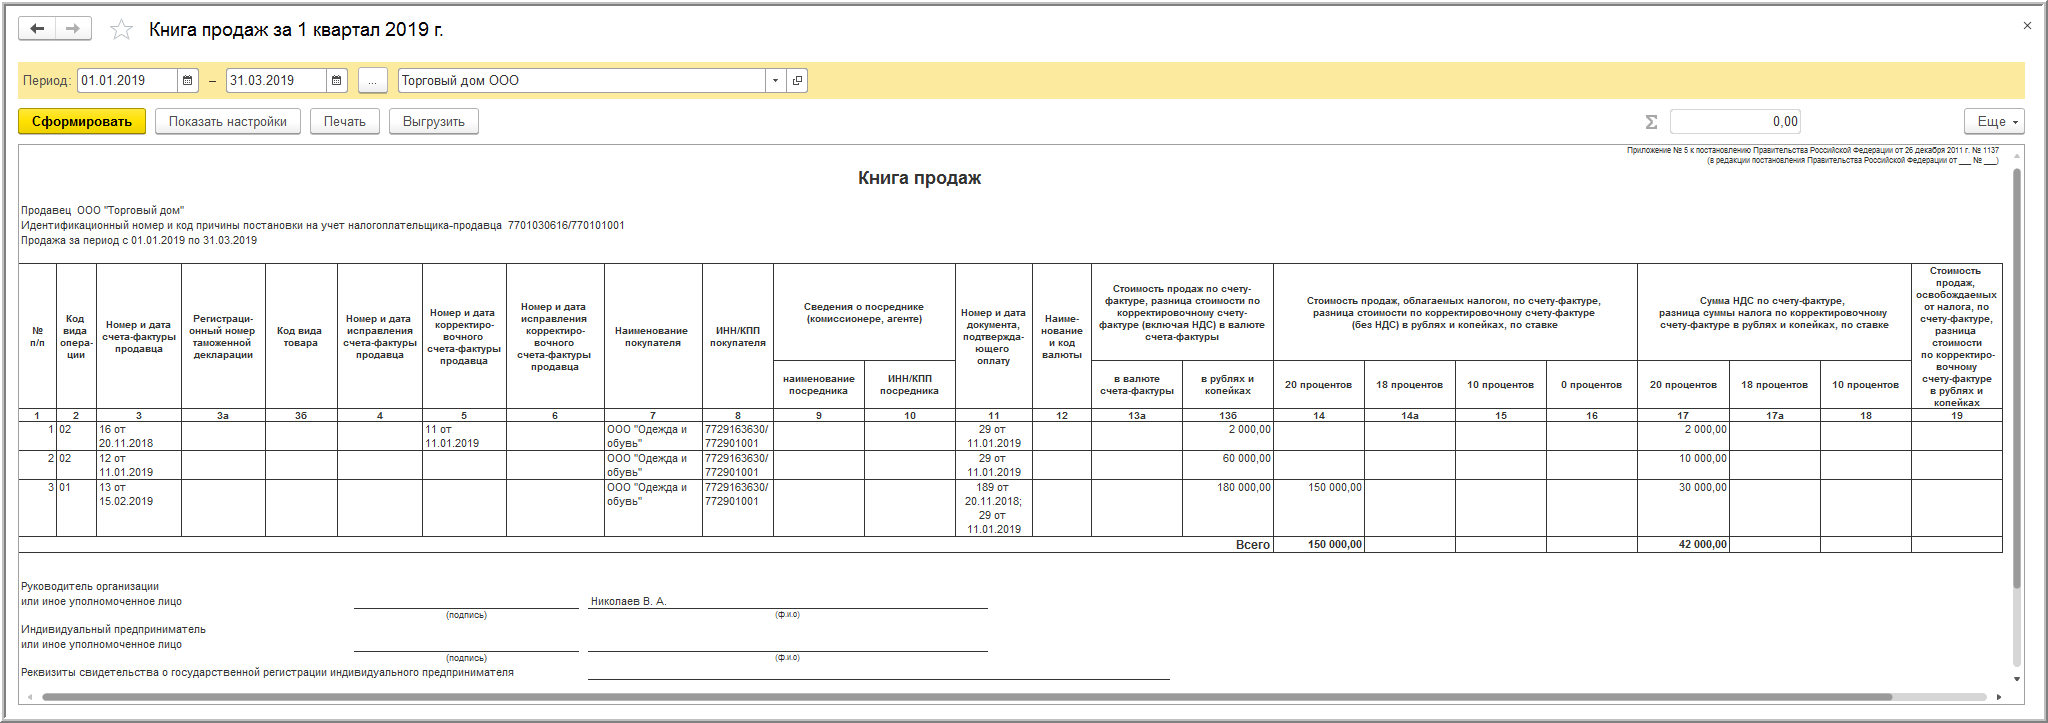 Книга продаж за 1 квартал 2019 г.
×
Период: 01.01.2019 – 31.03.2019 ... Торговый дом ООО
Сформировать Показать настройки Печать Выгрузить Σ 0,00 Еще
Приложение № 5 к постановлению Правительства Российской Федерации от 26 декабря 2011 г. № 1137
(в редакции постановления Правительства Российской Федерации от ___ № ___)
Книга продаж
Продавец ООО "Торговый дом"
Идентификационный номер и код причины постановки на учет налогоплательщика-продавца 7701030616/770101001
Продажа за период с 01.01.2019 по 31.03.2019
№
п/п
Код
вида
опера-
ции
Номер и дата
счета-фактуры
продавца
Регистраци-
онный номер
таможенной
декларации
Код вида
товара
Номер и дата
исправления
счета-фактуры
продавца
Номер и дата
корректиро-
вочного
счета-фактуры
продавца
Номер и дата
исправления
корректиро-
вочного
счета-фактуры
продавца
Наименование
покупателя
ИНН/КПП
покупателя
Сведения о посреднике
(комиссионере, агенте)
наименование
посредника
ИНН/КПП
посредника
Номер и дата
документа,
подтвержда-
ющего
оплату
Наиме-
нование
и код
валюты
Стоимость продаж по счету-
фактуре, разница стоимости по
корректировочному счету-
фактуре (включая НДС) в валюте
счета-фактуры
в валюте
счета-фактуры
в рублях и
копейках
Стоимость продаж, облагаемых налогом, по счету-фактуре,
разница стоимости по корректировочному счету-фактуре
(без НДС) в рублях и копейках, по ставке
20 процентов 18 процентов 10 процентов 0 процентов
Сумма НДС по счету-фактуре,
разница суммы налога по корректировочному
счету-фактуре в рублях и копейках, по ставке
20 процентов 18 процентов 10 процентов
Стоимость
продаж,
освобождаемых
от налога, по
счету-фактуре,
разница
стоимости
по корректиро-
вочному
счету-фактуре
в рублях и
копейках
1 2 3 3а 3б 4 5 6 7 8 9 10 11 12 13а 13б 14 14а 15 16 17 17а 18 19
1 02 16 от 11 от ООО "Одежда и 7729163630/ 29 от 2 000,00 2 000,00
20.11.2018 11.01.2019 обувь" 772901001 11.01.2019
2 02 12 от ООО "Одежда и 7729163630/ 29 от 60 000,00 10 000,00
11.01.2019 обувь" 772901001 11.01.2019
3 01 13 от ООО "Одежда и 7729163630/ 189 от 180 000,00 150 000,00 30 000,00
15.02.2019 обувь" 772901001 20.11.2018;
29 от
11.01.2019
Всего 150 000,00 42 000,00
Руководитель организации
или иное уполномоченное лицо Николаев В. А.
(подпись) (ф.и.о)
Индивидуальный предприниматель
или иное уполномоченное лицо
(подпись) (ф.и.о)
Реквизиты свидетельства о государственной регистрации индивидуального предпринимателя